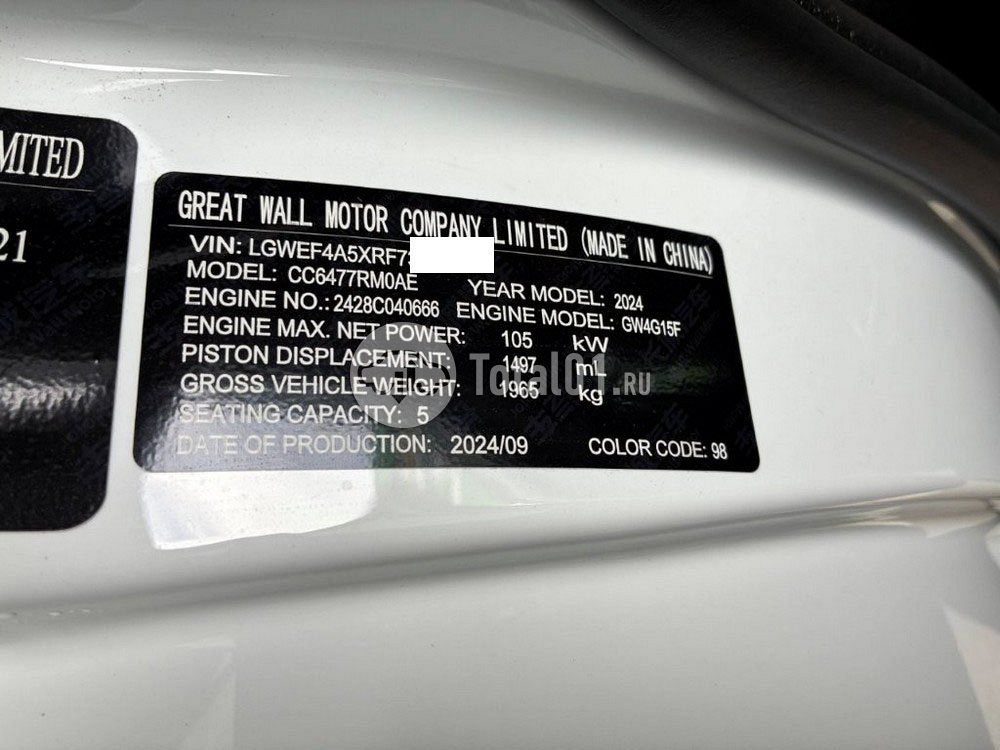 MITED
21
GREAT WALL MOTOR COMPANY LIMITED (MADE IN CHINA)
VIN: LGWEF4A5XRF7
MODEL: CC6477RM0AE YEAR MODEL: 2024
ENGINE NO.: 2428C040666 ENGINE MODEL: GW4G15F
ENGINE MAX. NET POWER: 105 kW
PISTON DISPLACEMENT: 1497 mL
GROSS VEHICLE WEIGHT: 1965 kg
SEATING CAPACITY: 5
DATE OF PRODUCTION: 2024/09 COLOR CODE: 98
Total01.RU